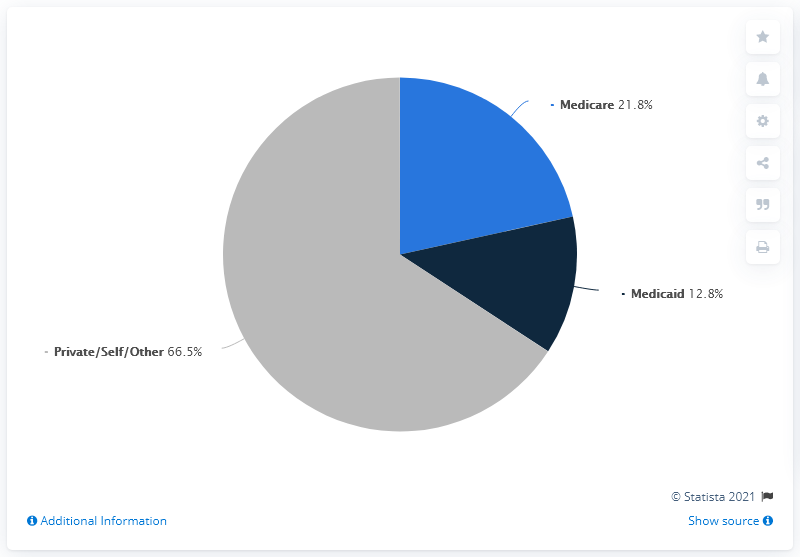 Medicare 21.8%
Medicaid 12.8%
Private/Self/Other 66.5%
© Statista 2021
Additional Information
Show source